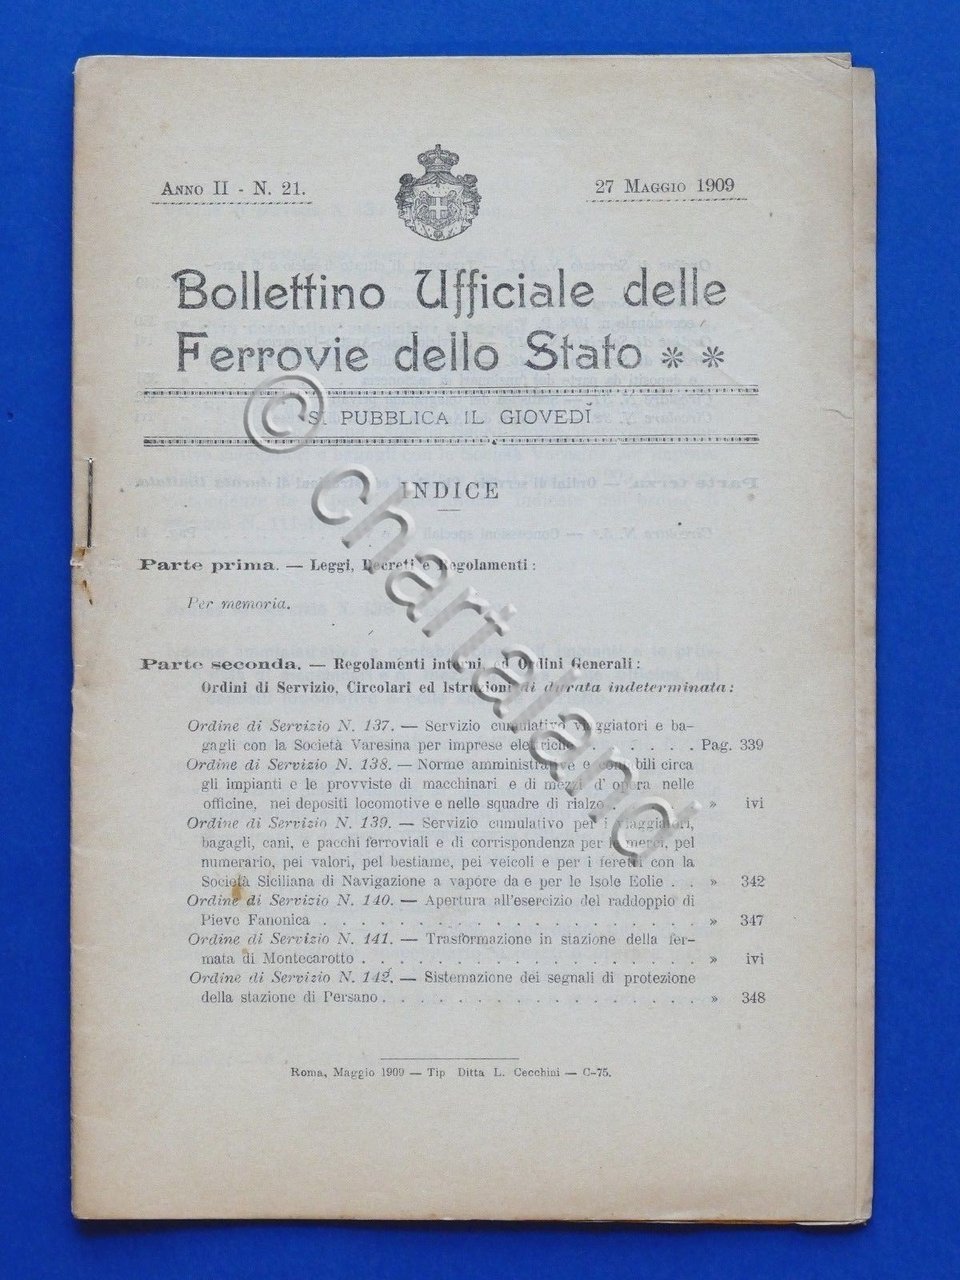 Anno II - N. 21.
27 Maggio 1909
Bollettino Ufficiale delle
Ferrovie dello Stato * *
SI PUBBLICA IL GIOVEDÌ
INDICE
Parte prima. — Leggi, Decreti e Regolamenti :
Per memoria.
Parte seconda. — Regolamenti interni ed Ordini Generali :
Ordini di Servizio, Circolari ed Istruzioni di durata indeterminata :
Ordine di Servizio N. 137. — Servizio cumulativo viaggiatori e ba-
gagli con la Società Varesina per imprese elettriche . . . . . . . Pag. 339
Ordine di Servizio N. 138. — Norme amministrative e contabili circa
gli impianti e le provviste di macchinari e di mezzi d' opera nelle
officine, nei depositi locomotive e nelle squadre di rialzo . . . . . » ivi
Ordine di Servizio N. 139. — Servizio cumulativo per i viaggiatori,
bagagli, cani, e pacchi ferroviali e di corrispondenza per le merci, pel
numerario, pei valori, pel bestiame, pei veicoli e per i feretri con la
Società Siciliana di Navigazione a vapore da e per le Isole Eolie . . » 342
Ordine di Servizio N. 140. — Apertura all'esercizio del raddoppio di
Pieve Fanonica . . . . . . . . . . . . . . . . . . . . » 347
Ordine di Servizio N. 141. — Trasformazione in stazione della fer-
mata di Montecarotto . . . . . . . . . . . . . . . . . . » ivi
Ordine di Servizio N. 142. — Sistemazione dei segnali di protezione
della stazione di Persano . . . . . . . . . . . . . . . . . » 348
Roma, Maggio 1909 — Tip Ditta L. Cecchini — C-75.
© chartaland